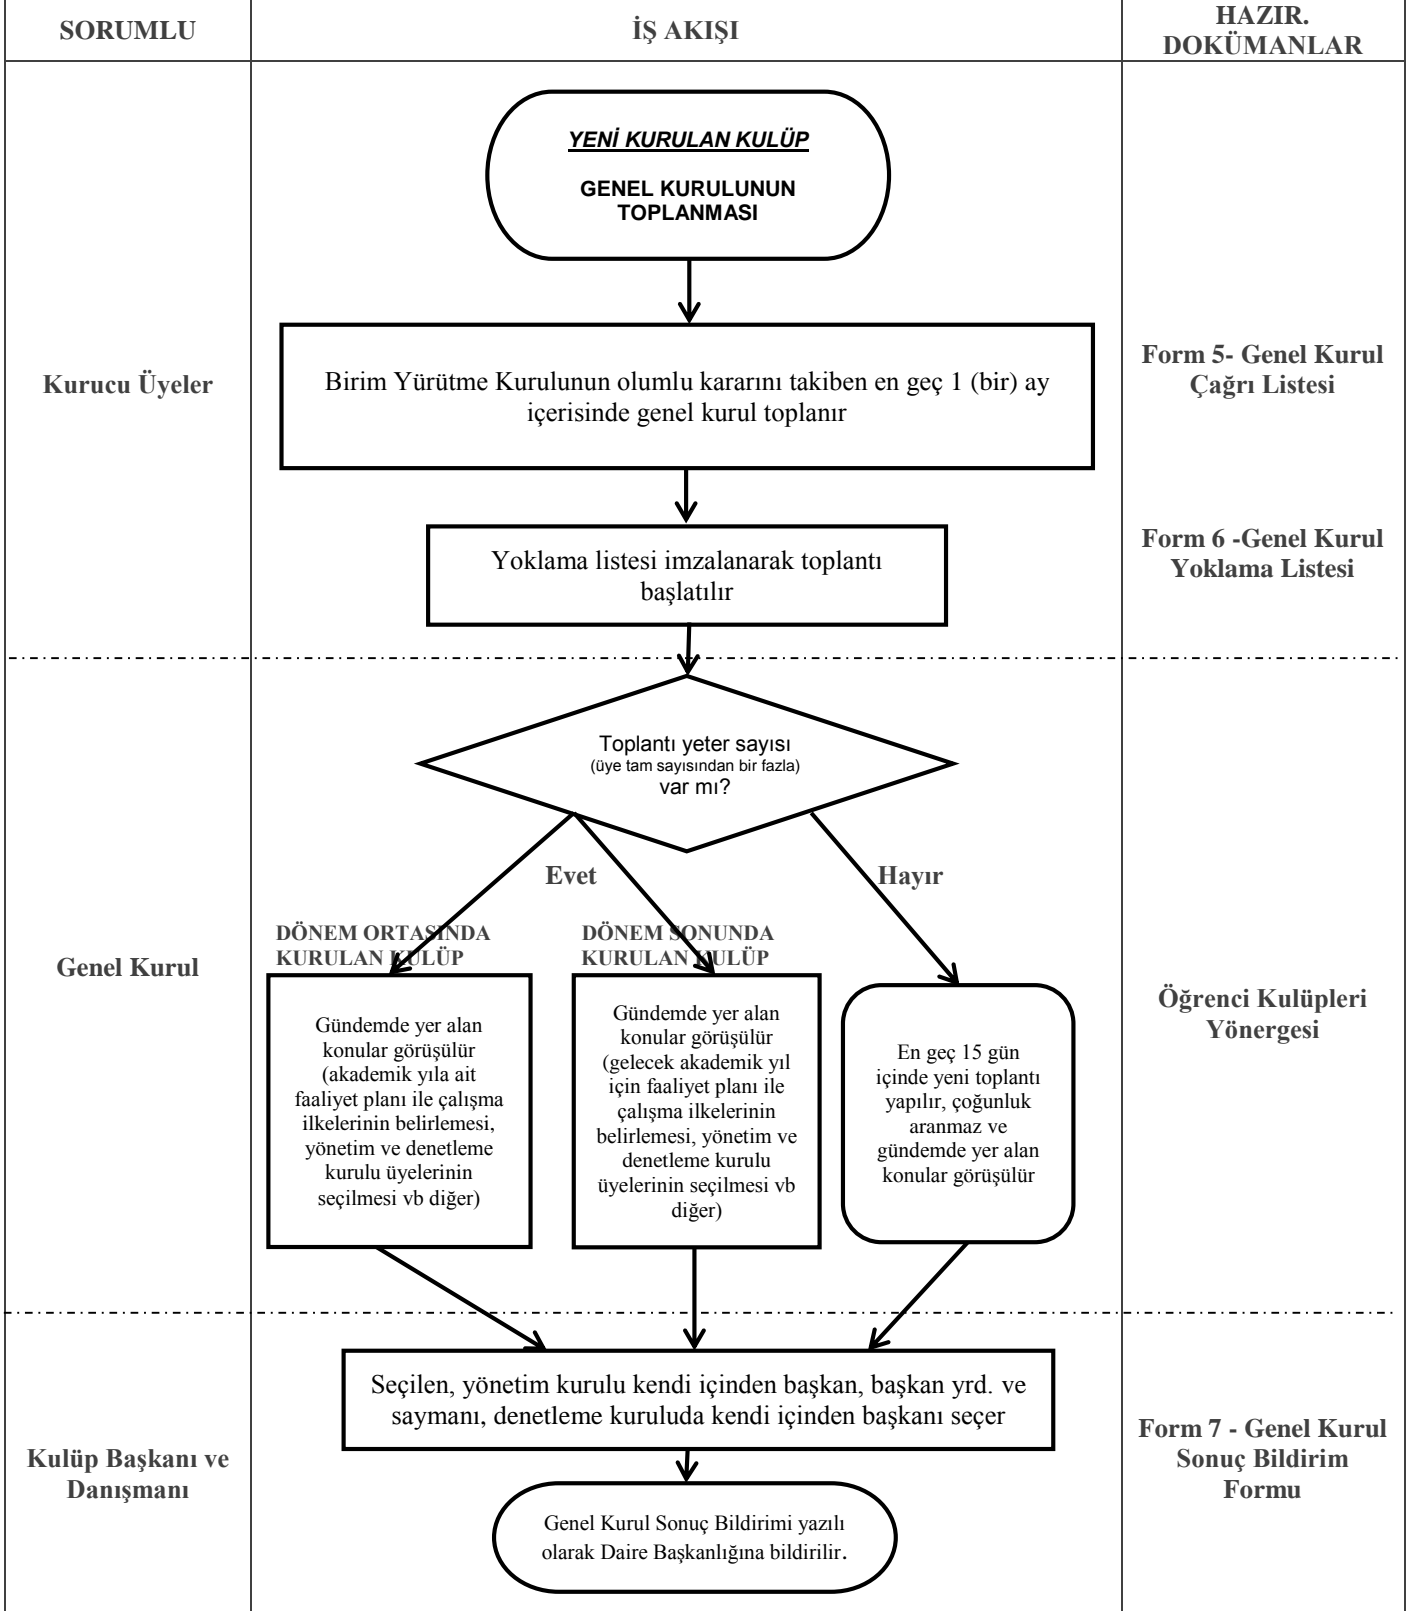 SORUMLU
İŞ AKIŞI
HAZIR.
DOKÜMANLAR
YENİ KURULAN KULÜP
GENEL KURULUNUN
TOPLANMASI
Kurucu Üyeler
Birim Yürütme Kurulunun olumlu kararını takiben en geç 1 (bir) ay
içerisinde genel kurul toplanır
Form 5- Genel Kurul
Çağrı Listesi
Yoklama listesi imzalanarak toplantı
başlatılır
Form 6 -Genel Kurul
Yoklama Listesi
Toplantı yeter sayısı
(üye tam sayısından bir fazla)
var mı?
Evet
Hayır
DÖNEM ORTASINDA
KURULAN KULÜP
DÖNEM SONUNDA
KURULAN KULÜP
Genel Kurul
Gündemde yer alan
konular görüşülür
(akademik yıla ait
faaliyet planı ile çalışma
ilkelerinin belirlemesi,
yönetim ve denetleme
kurulu üyelerinin
seçilmesi vb diğer)
Gündemde yer alan
konular görüşülür
(gelecek akademik yıl
için faaliyet planı ile
çalışma ilkelerinin
belirlemesi, yönetim ve
denetleme kurulu
üyelerinin seçilmesi vb
diğer)
En geç 15 gün
içinde yeni toplantı
yapılır, çoğunluk
aranmaz ve
gündemde yer alan
konular görüşülür
Öğrenci Kulüpleri
Yönergesi
Seçilen, yönetim kurulu kendi içinden başkan, başkan yrd. ve
saymanı, denetleme kuruluda kendi içinden başkanı seçer
Kulüp Başkanı ve
Danışmanı
Form 7 - Genel Kurul
Sonuç Bildirim
Formu
Genel Kurul Sonuç Bildirimi yazılı
olarak Daire Başkanlığına bildirilir.